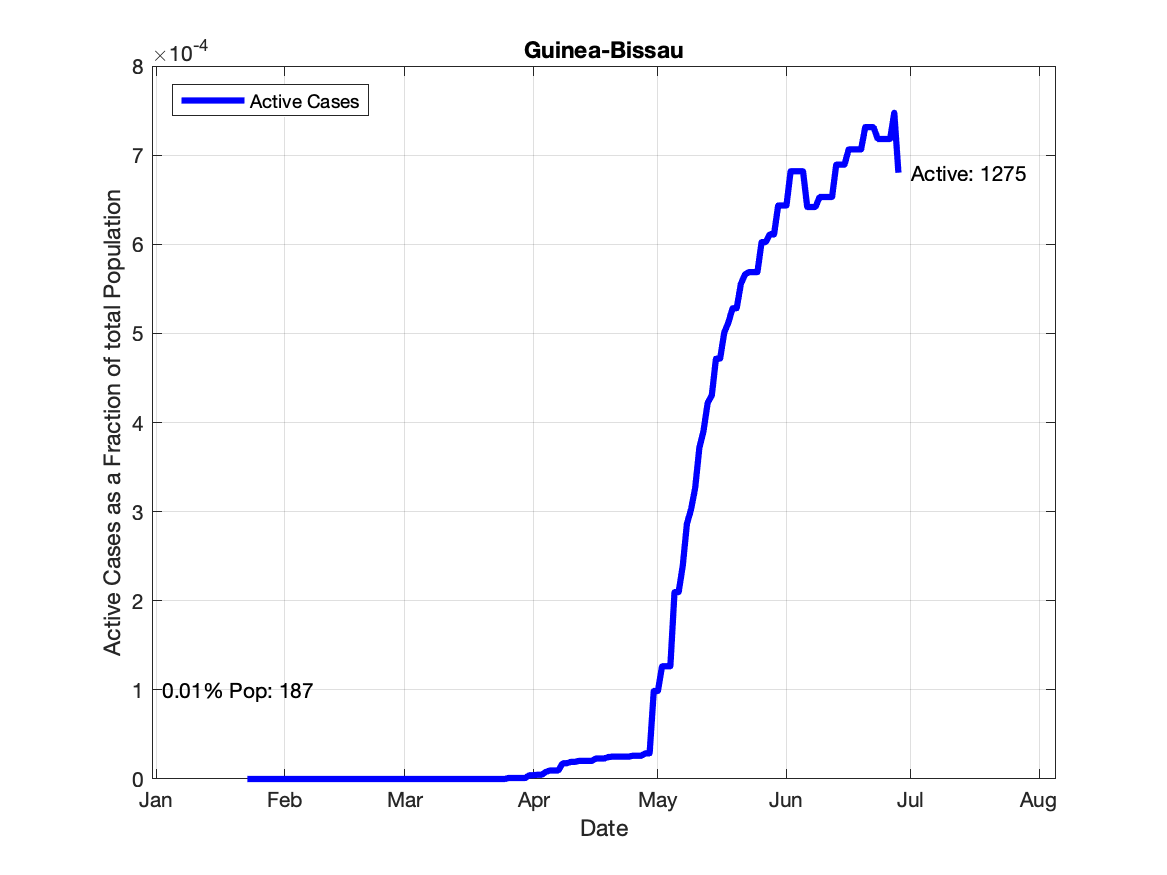 Guinea-Bissau
×10⁻⁴
Active Cases
8
7
6
5
4
3
2
1
0
Active Cases as a Fraction of total Population
Active: 1275
0.01% Pop: 187
Jan Feb Mar Apr May Jun Jul Aug
Date